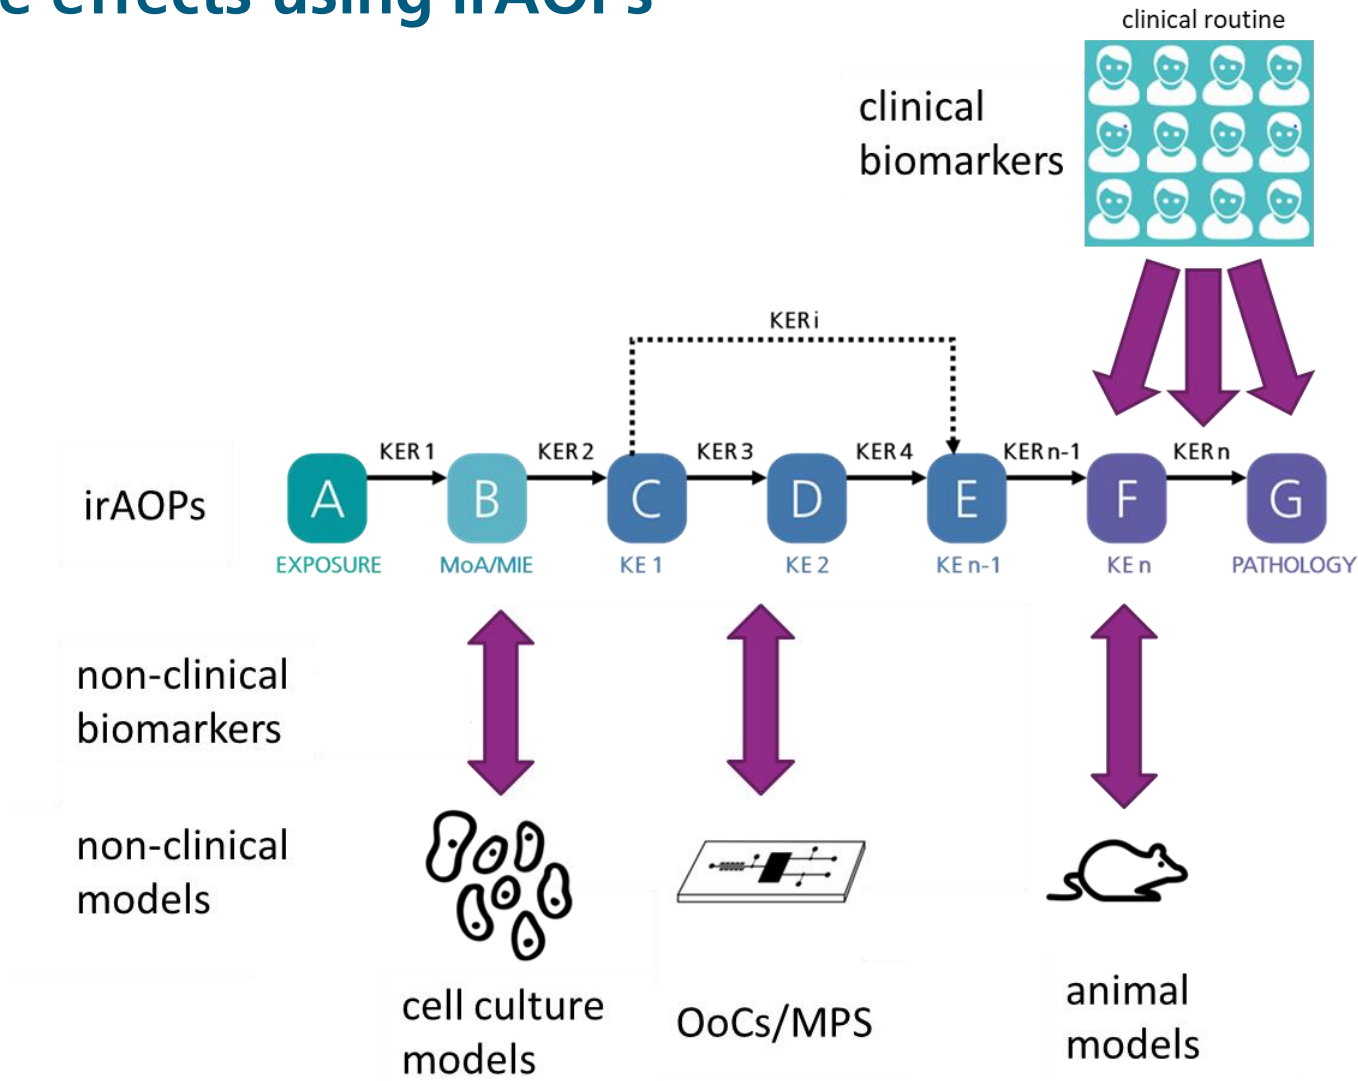 e effects using irAOPs
clinical routine
clinical
biomarkers
KER i
KER 1 KER 2 KER 3 KER 4 KER n-1 KER n
irAOPs
A B C D E F G
EXPOSURE MoA/MIE KE 1 KE 2 KE n-1 KE n PATHOLOGY
non-clinical
biomarkers
non-clinical
models
cell culture
models
OoCs/MPS
animal
models